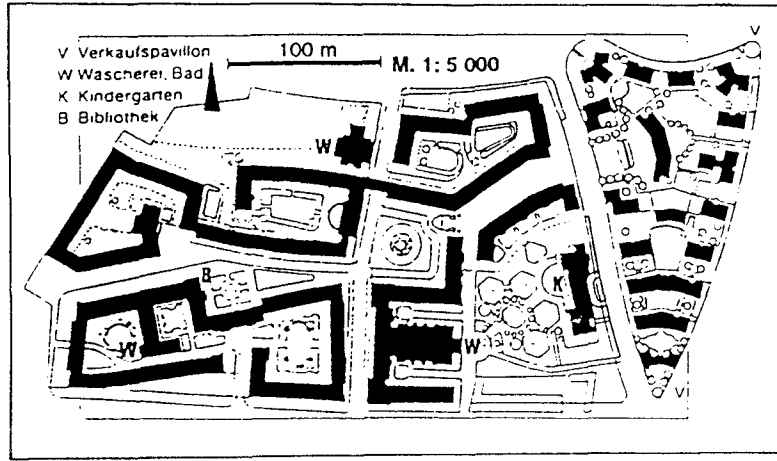 V Verkaufspavillon
W Wascherei, Bad
K Kindergarten
B Bibliothek
100 m
M. 1: 5 000
V
W
B
K
W
W
V